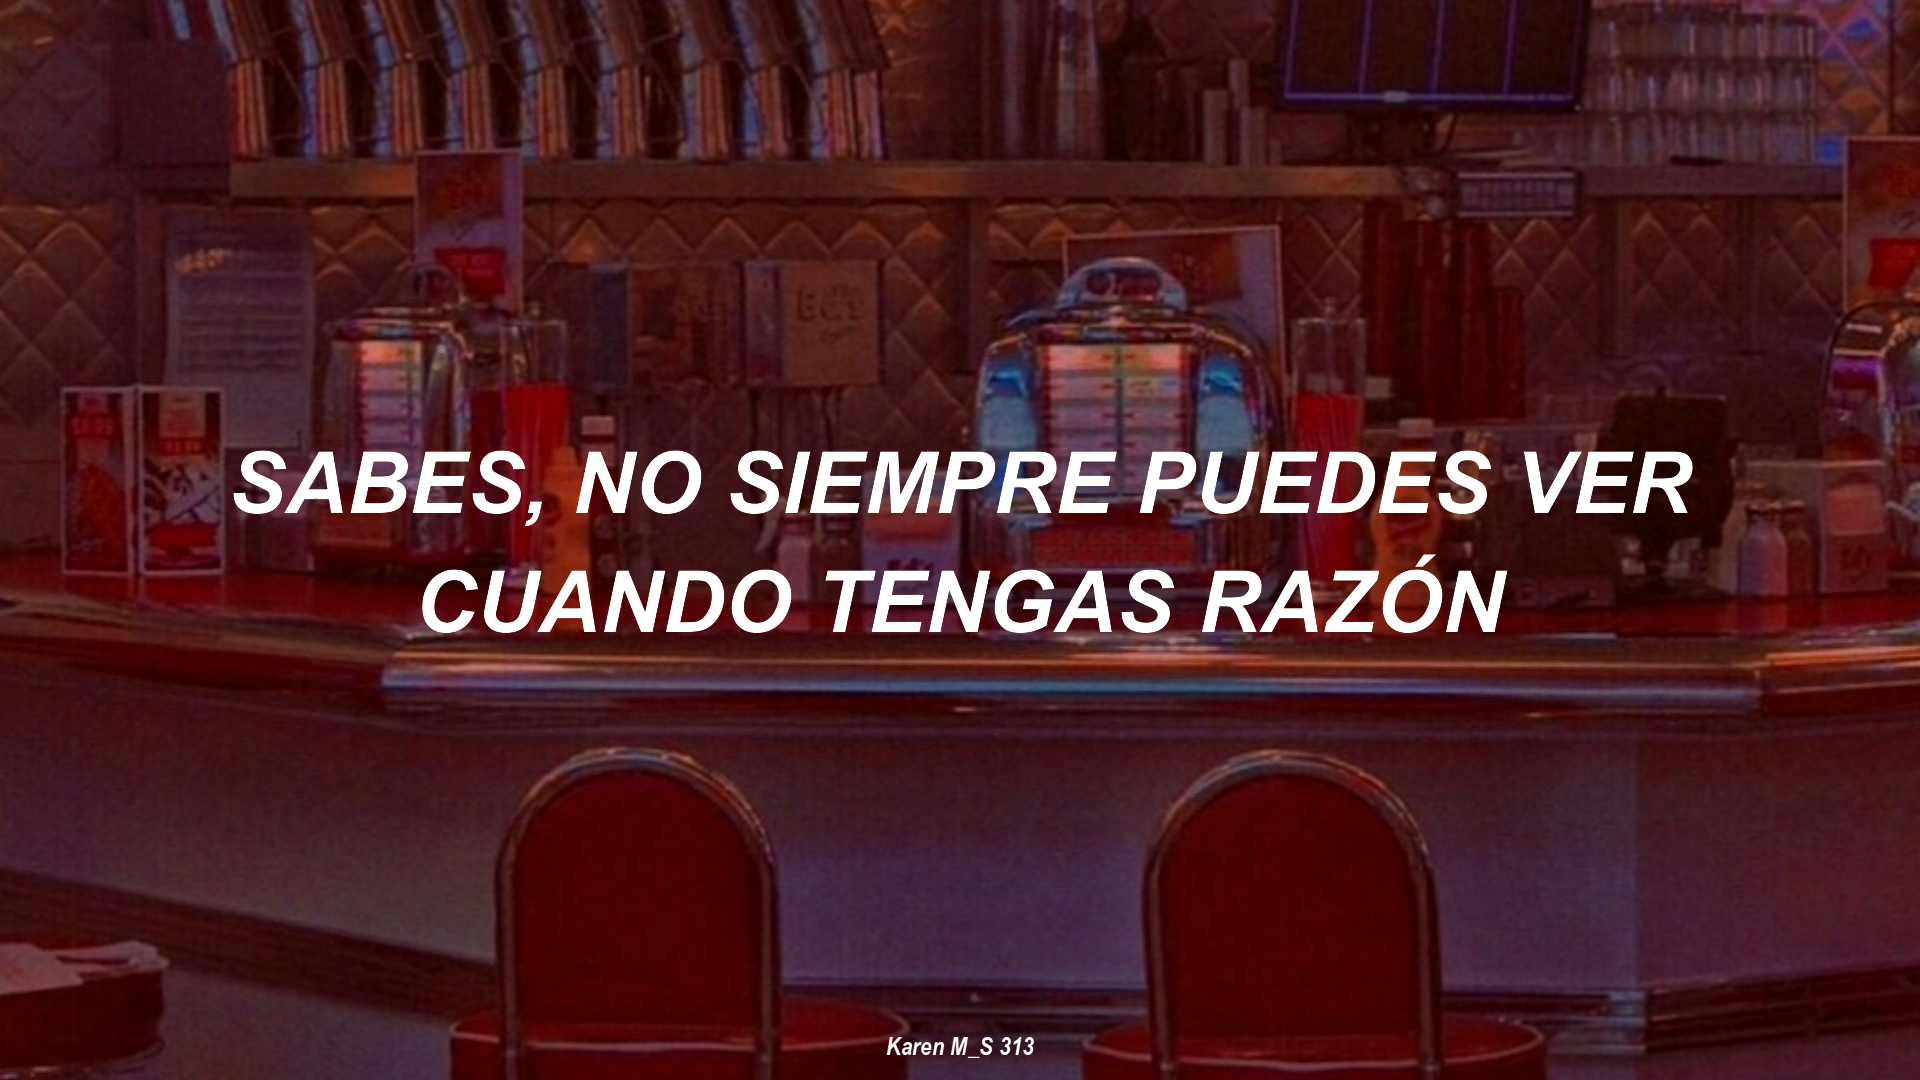 SABES, NO SIEMPRE PUEDES VER
CUANDO TENGAS RAZÓN
Karen M_S 313